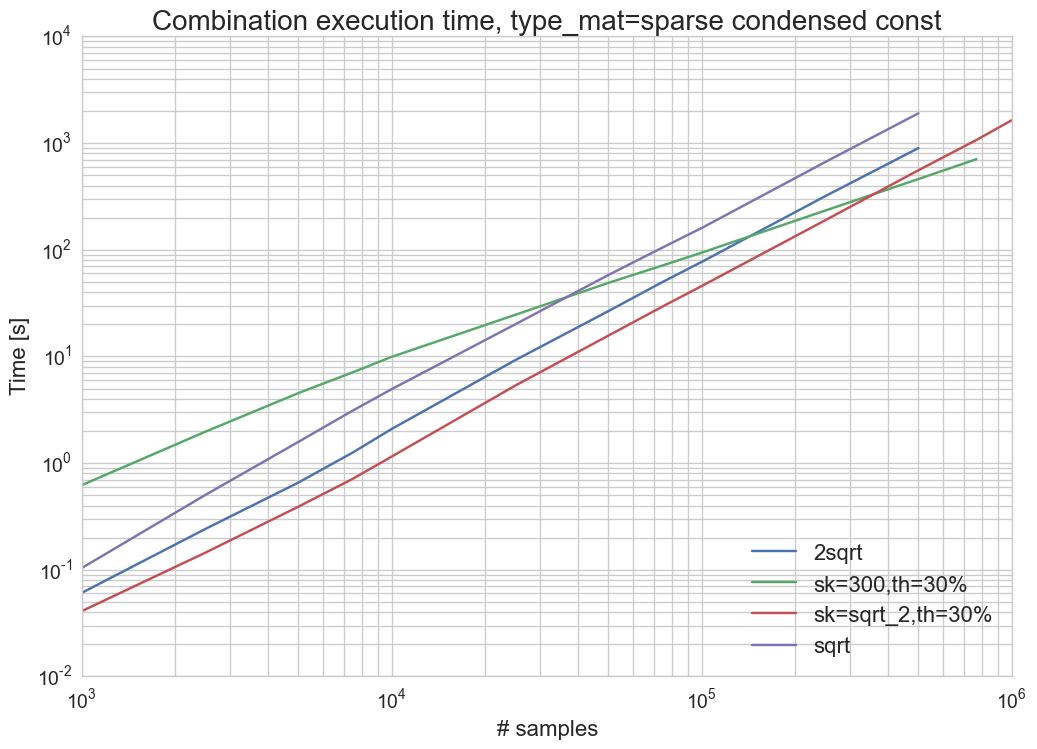 Combination execution time, type_mat=sparse condensed const
10^4
10^3
10^2
10^1
10^0
10^-1
10^-2
Time [s]
2sqrt
sk=300,th=30%
sk=sqrt_2,th=30%
sqrt
10^3 10^4 10^5 10^6
# samples